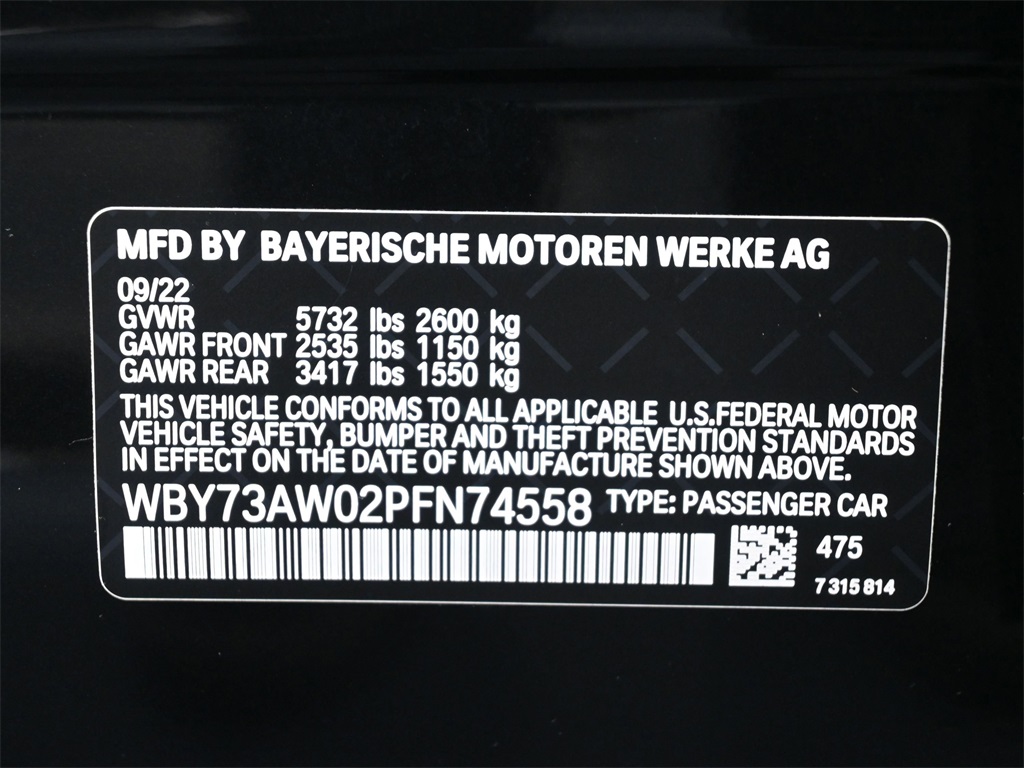 MFD BY BAYERISCHE MOTOREN WERKE AG
09/22
GVWR 5732 lbs 2600 kg
GAWR FRONT 2535 lbs 1150 kg
GAWR REAR 3417 lbs 1550 kg
THIS VEHICLE CONFORMS TO ALL APPLICABLE U.S.FEDERAL MOTOR
VEHICLE SAFETY, BUMPER AND THEFT PREVENTION STANDARDS
IN EFFECT ON THE DATE OF MANUFACTURE SHOWN ABOVE.
WBY73AW02PFN74558 TYPE: PASSENGER CAR
475
7 315 814